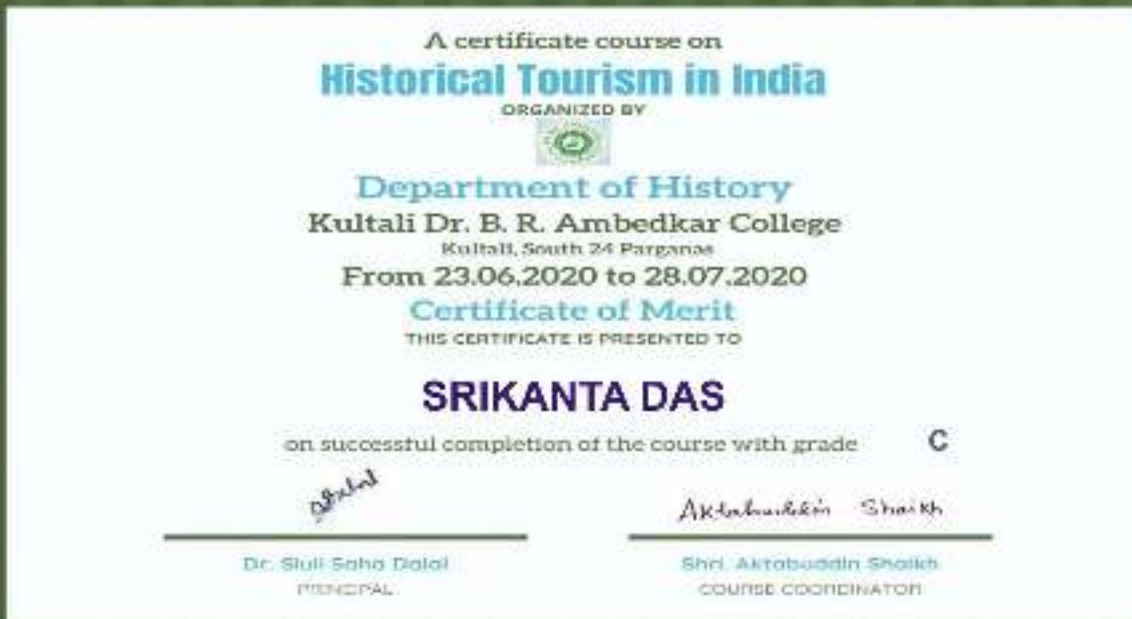 A certificate course on
Historical Tourism in India
ORGANIZED BY
Department of History
Kultali Dr. B. R. Ambedkar College
Kultali, South 24 Parganas
From 23.06.2020 to 28.07.2020
Certificate of Merit
THIS CERTIFICATE IS PRESENTED TO
SRIKANTA DAS
on successful completion of the course with grade C
Aktabuddin Shaikh
Dr. Siuli Saha Dalal
Shri. Aktabuddin Shaikh
PRINCIPAL
COURSE COORDINATOR